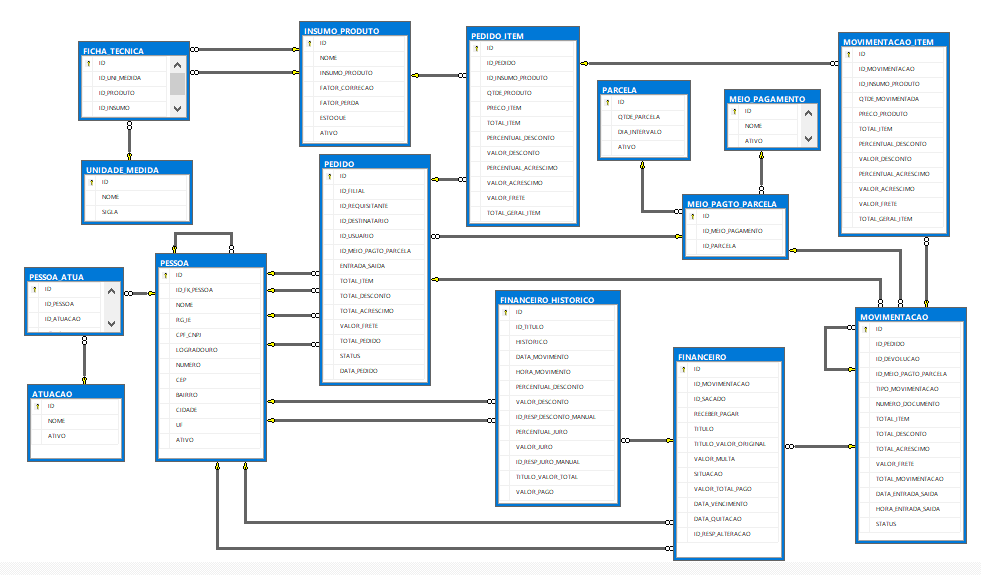 FICHA_TECNICA
ID
ID_UNI_MEDIDA
ID_PRODUTO
ID_INSUMO
UNIDADE_MEDIDA
ID
NOME
SIGLA
INSUMO_PRODUTO
ID
NOME
INSUMO_PRODUTO
FATOR_CORRECAO
FATOR_PERDA
ESTOQUE
ATIVO
PEDIDO_ITEM
ID
ID_PEDIDO
ID_INSUMO_PRODUTO
QTDE_PRODUTO
PRECO_ITEM
TOTAL_ITEM
PERCENTUAL_DESCONTO
VALOR_DESCONTO
PERCENTUAL_ACRESCIMO
VALOR_ACRESCIMO
VALOR_FRETE
TOTAL_GERAL_ITEM
PARCELA
ID
QTDE_PARCELA
DIA_INTERVALO
ATIVO
MEIO_PAGAMENTO
ID
NOME
ATIVO
MOVIMENTACAO_ITEM
ID
ID_MOVIMENTACAO
ID_INSUMO_PRODUTO
QTDE_MOVIMENTADA
PRECO_PRODUTO
TOTAL_ITEM
PERCENTUAL_DESCONTO
VALOR_DESCONTO
PERCENTUAL_ACRESCIMO
VALOR_ACRESCIMO
VALOR_FRETE
TOTAL_GERAL_ITEM
PEDIDO
ID
ID_FILIAL
ID_REQUISITANTE
ID_DESTINATARIO
ID_USUARIO
ID_MEIO_PAGTO_PARCELA
ENTRADA_SAIDA
TOTAL_ITEM
TOTAL_DESCONTO
TOTAL_ACRESCIMO
VALOR_FRETE
TOTAL_PEDIDO
STATUS
DATA_PEDIDO
MEIO_PAGTO_PARCELA
ID
ID_MEIO_PAGAMENTO
ID_PARCELA
PESSOA_ATUA
ID
ID_PESSOA
ID_ATUACAO
ATUACAO
ID
NOME
ATIVO
PESSOA
ID
ID_FK_PESSOA
NOME
RG_IE
CPF_CNPJ
LOGRADOURO
NUMERO
CEP
BAIRRO
CIDADE
UF
ATIVO
FINANCEIRO_HISTORICO
ID
ID_TITULO
HISTORICO
DATA_MOVIMENTO
HORA_MOVIMENTO
PERCENTUAL_DESCONTO
VALOR_DESCONTO
ID_RESP_DESCONTO_MANUAL
PERCENTUAL_JURO
VALOR_JURO
ID_RESP_JURO_MANUAL
TITULO_VALOR_TOTAL
VALOR_PAGO
FINANCEIRO
ID
ID_MOVIMENTACAO
ID_SACADO
RECEBER_PAGAR
TITULO
TITULO_VALOR_ORIGINAL
VALOR_MULTA
SITUACAO
VALOR_TOTAL_PAGO
DATA_VENCIMENTO
DATA_QUITACAO
ID_RESP_ALTERACAO
MOVIMENTACAO
ID
ID_PEDIDO
ID_DEVOLUCAO
ID_MEIO_PAGTO_PARCELA
TIPO_MOVIMENTACAO
NUMERO_DOCUMENTO
TOTAL_ITEM
TOTAL_DESCONTO
TOTAL_ACRESCIMO
VALOR_FRETE
TOTAL_MOVIMENTACAO
DATA_ENTRADA_SAIDA
HORA_ENTRADA_SAIDA
STATUS